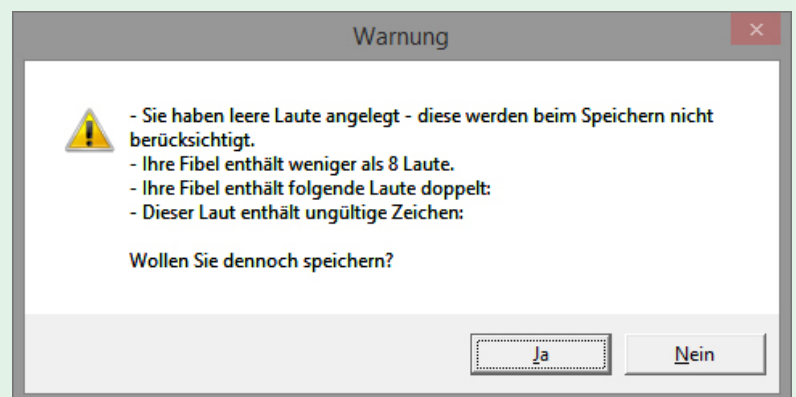 Warnung
- Sie haben leere Laute angelegt - diese werden beim Speichern nicht
berücksichtigt.
- Ihre Fibel enthält weniger als 8 Laute.
- Ihre Fibel enthält folgende Laute doppelt:
- Dieser Laut enthält ungültige Zeichen:
Wollen Sie dennoch speichern?
Ja
Nein